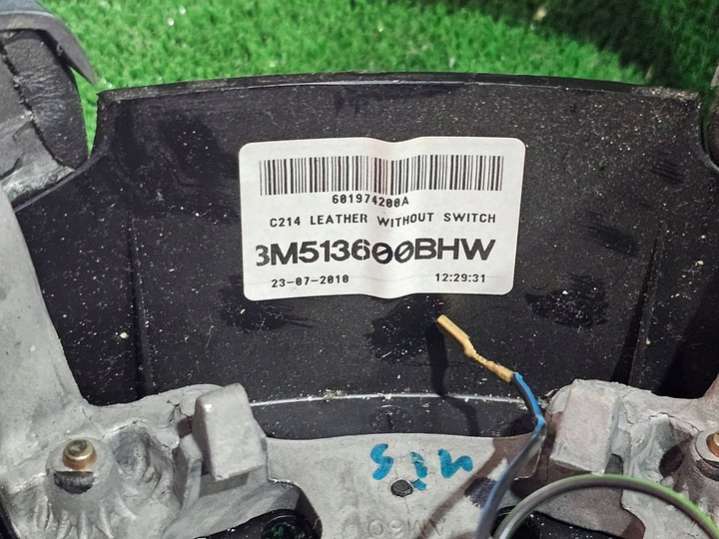 601974200A
C214 LEATHER WITHOUT SWITCH
3M513600BHW
23-07-2010 12:29:31